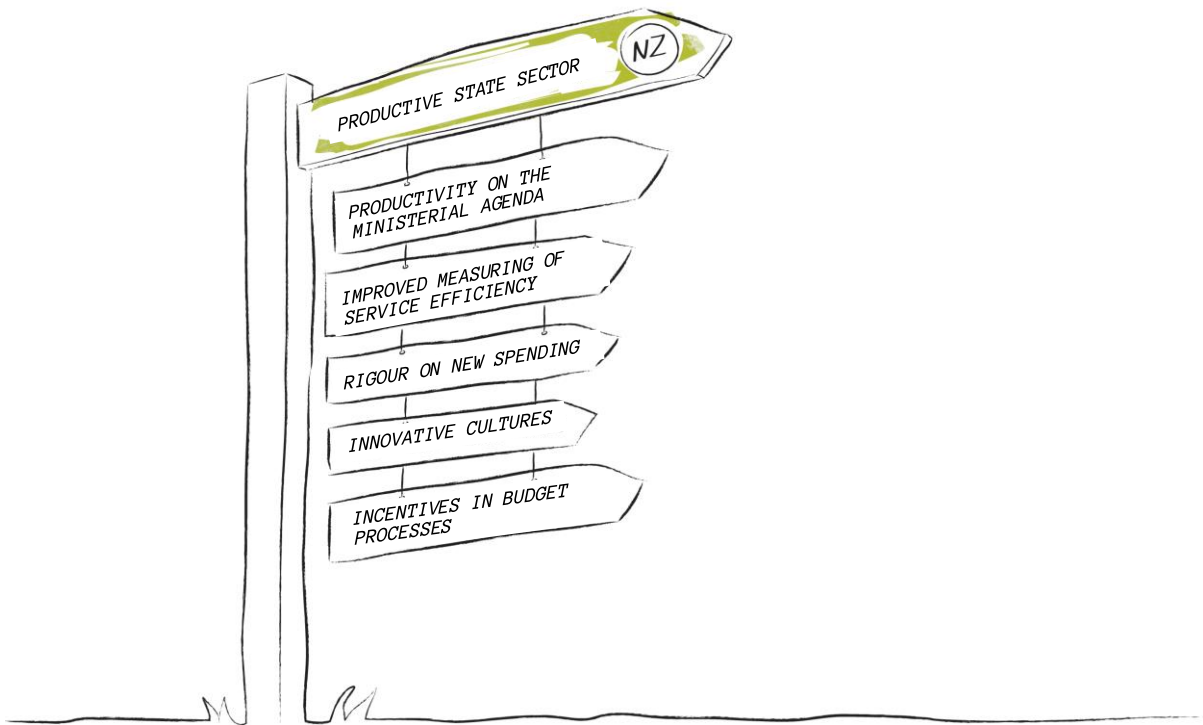 PRODUCTIVE STATE SECTOR
NZ
PRODUCTIVITY ON THE
MINISTERIAL AGENDA
IMPROVED MEASURING OF
SERVICE EFFICIENCY
RIGOUR ON NEW SPENDING
INNOVATIVE CULTURES
INCENTIVES IN BUDGET
PROCESSES